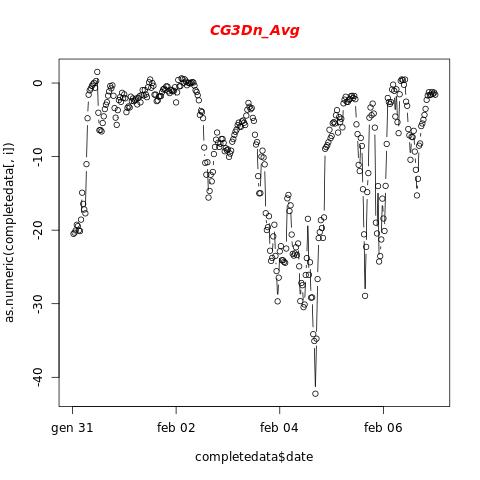 CG3Dn_Avg
as.numeric(completedata[, i])
0
-10
-20
-30
-40
gen 31
feb 02
feb 04
feb 06
completedata$date